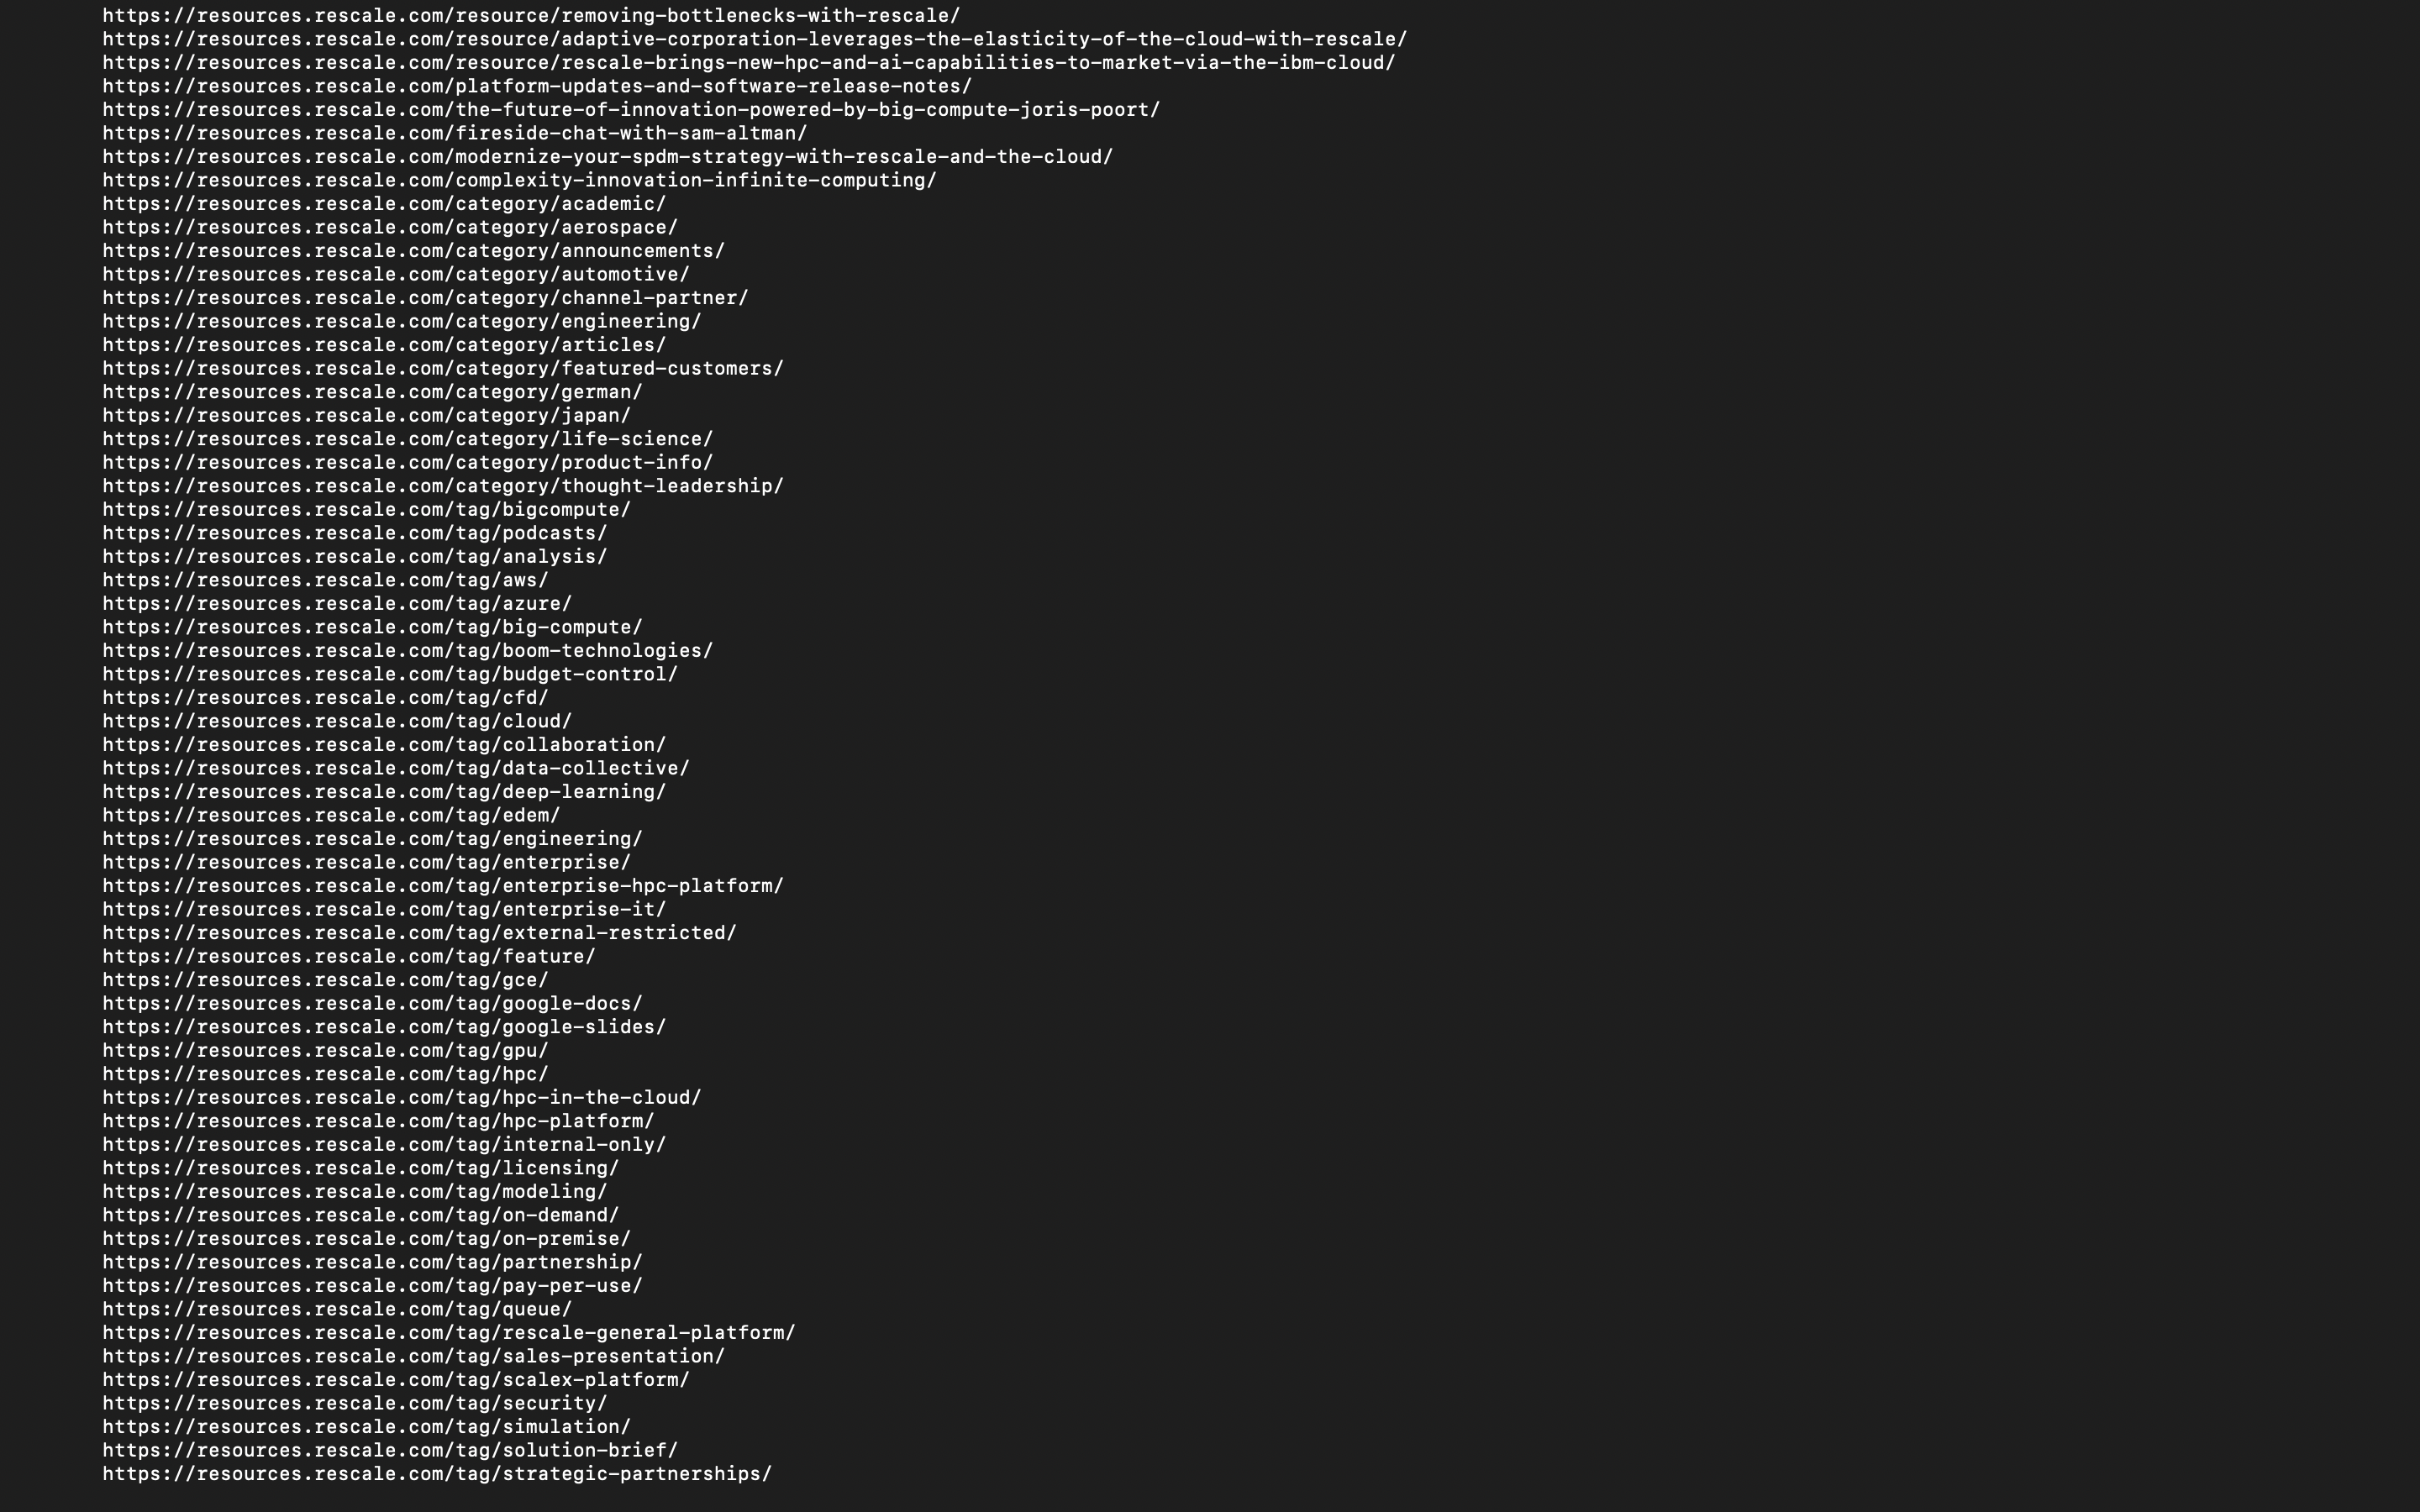 https://resources.rescale.com/resource/removing-bottlenecks-with-rescale/
https://resources.rescale.com/resource/adaptive-corporation-leverages-the-elasticity-of-the-cloud-with-rescale/
https://resources.rescale.com/resource/rescale-brings-new-hpc-and-ai-capabilities-to-market-via-the-ibm-cloud/
https://resources.rescale.com/platform-updates-and-software-release-notes/
https://resources.rescale.com/the-future-of-innovation-powered-by-big-compute-joris-poort/
https://resources.rescale.com/fireside-chat-with-sam-altman/
https://resources.rescale.com/modernize-your-spdm-strategy-with-rescale-and-the-cloud/
https://resources.rescale.com/complexity-innovation-infinite-computing/
https://resources.rescale.com/category/academic/
https://resources.rescale.com/category/aerospace/
https://resources.rescale.com/category/announcements/
https://resources.rescale.com/category/automotive/
https://resources.rescale.com/category/channel-partner/
https://resources.rescale.com/category/engineering/
https://resources.rescale.com/category/articles/
https://resources.rescale.com/category/featured-customers/
https://resources.rescale.com/category/german/
https://resources.rescale.com/category/japan/
https://resources.rescale.com/category/life-science/
https://resources.rescale.com/category/product-info/
https://resources.rescale.com/category/thought-leadership/
https://resources.rescale.com/tag/bigcompute/
https://resources.rescale.com/tag/podcasts/
https://resources.rescale.com/tag/analysis/
https://resources.rescale.com/tag/aws/
https://resources.rescale.com/tag/azure/
https://resources.rescale.com/tag/big-compute/
https://resources.rescale.com/tag/boom-technologies/
https://resources.rescale.com/tag/budget-control/
https://resources.rescale.com/tag/cfd/
https://resources.rescale.com/tag/cloud/
https://resources.rescale.com/tag/collaboration/
https://resources.rescale.com/tag/data-collective/
https://resources.rescale.com/tag/deep-learning/
https://resources.rescale.com/tag/edem/
https://resources.rescale.com/tag/engineering/
https://resources.rescale.com/tag/enterprise/
https://resources.rescale.com/tag/enterprise-hpc-platform/
https://resources.rescale.com/tag/enterprise-it/
https://resources.rescale.com/tag/external-restricted/
https://resources.rescale.com/tag/feature/
https://resources.rescale.com/tag/gce/
https://resources.rescale.com/tag/google-docs/
https://resources.rescale.com/tag/google-slides/
https://resources.rescale.com/tag/gpu/
https://resources.rescale.com/tag/hpc/
https://resources.rescale.com/tag/hpc-in-the-cloud/
https://resources.rescale.com/tag/hpc-platform/
https://resources.rescale.com/tag/internal-only/
https://resources.rescale.com/tag/licensing/
https://resources.rescale.com/tag/modeling/
https://resources.rescale.com/tag/on-demand/
https://resources.rescale.com/tag/on-premise/
https://resources.rescale.com/tag/partnership/
https://resources.rescale.com/tag/pay-per-use/
https://resources.rescale.com/tag/queue/
https://resources.rescale.com/tag/rescale-general-platform/
https://resources.rescale.com/tag/sales-presentation/
https://resources.rescale.com/tag/scalex-platform/
https://resources.rescale.com/tag/security/
https://resources.rescale.com/tag/simulation/
https://resources.rescale.com/tag/solution-brief/
https://resources.rescale.com/tag/strategic-partnerships/